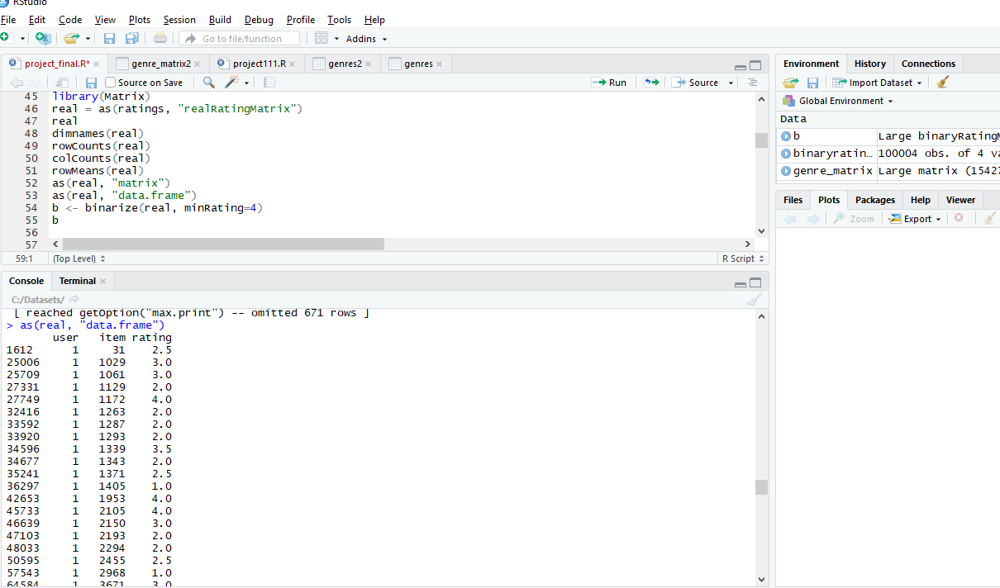 RStudio
File Edit Code View Plots Session Build Debug Profile Tools Help
Go to file/function Addins
project_final.R* genre_matrix2 project111.R genres2 genres
Source on Save Run Source
45 library(Matrix)
46 real = as(ratings, "realRatingMatrix")
47 real
48 dimnames(real)
49 rowCounts(real)
50 colCounts(real)
51 rowMeans(real)
52 as(real, "matrix")
53 as(real, "data.frame")
54 b <- binarize(real, minRating=4)
55 b
56
57
59:1 (Top Level) R Script
Console Terminal
C:/Datasets/
[ reached getOption("max.print") -- omitted 671 rows ]
> as(real, "data.frame")
user item rating
1612 1 31 2.5
25006 1 1029 3.0
25709 1 1061 3.0
27331 1 1129 2.0
27749 1 1172 4.0
32416 1 1263 2.0
33592 1 1287 2.0
33920 1 1293 2.0
34596 1 1339 3.5
34677 1 1343 2.0
35241 1 1371 2.5
36297 1 1405 1.0
42653 1 1953 4.0
45733 1 2105 4.0
46639 1 2150 3.0
47103 1 2193 2.0
48033 1 2294 2.0
50595 1 2455 2.5
57543 1 2968 1.0
64584 1 3671 3.0
Environment History Connections
Import Dataset
Global Environment
Data
b Large binaryRatingM
binaryratin… 100004 obs. of 4 va
genre_matrix Large matrix (15427
Files Plots Packages Help Viewer
Zoom Export